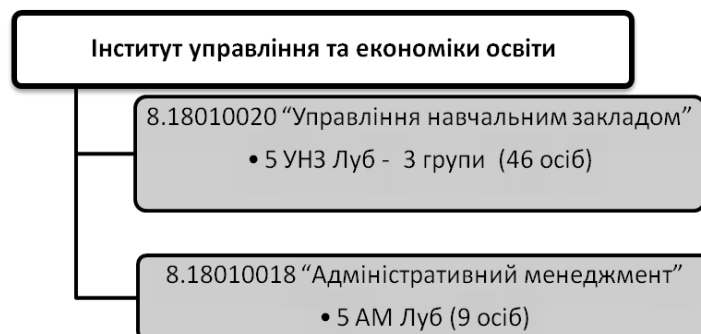 Інститут управління та економіки освіти
8.18010020 “Управління навчальним закладом”
• 5 УНЗ Луб - 3 групи (46 осіб)
8.18010018 “Адміністративний менеджмент”
• 5 АМ Луб (9 осіб)